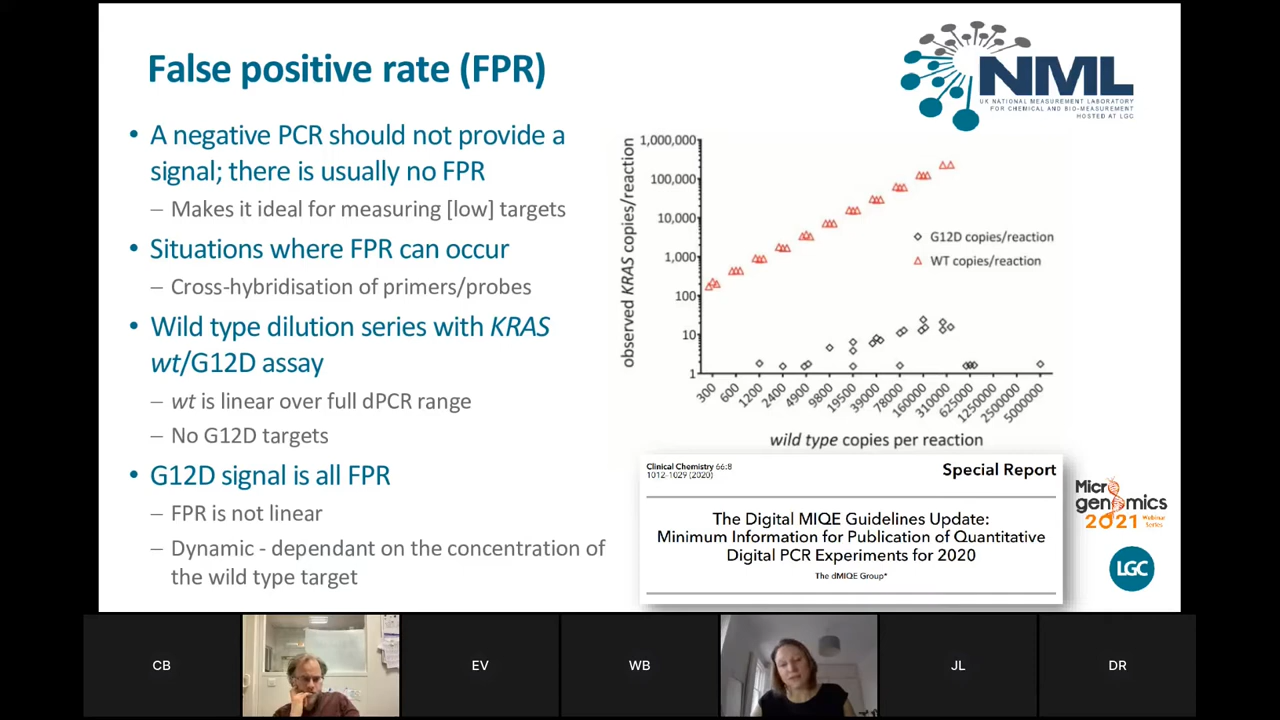 False positive rate (FPR)
• A negative PCR should not provide a
signal; there is usually no FPR
– Makes it ideal for measuring [low] targets
• Situations where FPR can occur
– Cross-hybridisation of primers/probes
• Wild type dilution series with KRAS
wt/G12D assay
– wt is linear over full dPCR range
– No G12D targets
• G12D signal is all FPR
– FPR is not linear
– Dynamic - dependant on the concentration of
the wild type target
NML
UK NATIONAL MEASUREMENT LABORATORY
FOR CHEMICAL AND BIO-MEASUREMENT
HOSTED AT LGC
observed KRAS copies/reaction
1,000,000
100,000
10,000
1,000
100
10
1
G12D copies/reaction
WT copies/reaction
300
600
1200
2400
4900
9800
19500
39000
78000
160000
310000
625000
1250000
2500000
5000000
wild type copies per reaction
Clinical Chemistry 66:8
1012–1029 (2020)
Special Report
The Digital MIQE Guidelines Update:
Minimum Information for Publication of Quantitative
Digital PCR Experiments for 2020
The dMIQE Group*
Micr
genomics
2021 Webinar
Series
LGC
CB
EV
WB
JL
DR